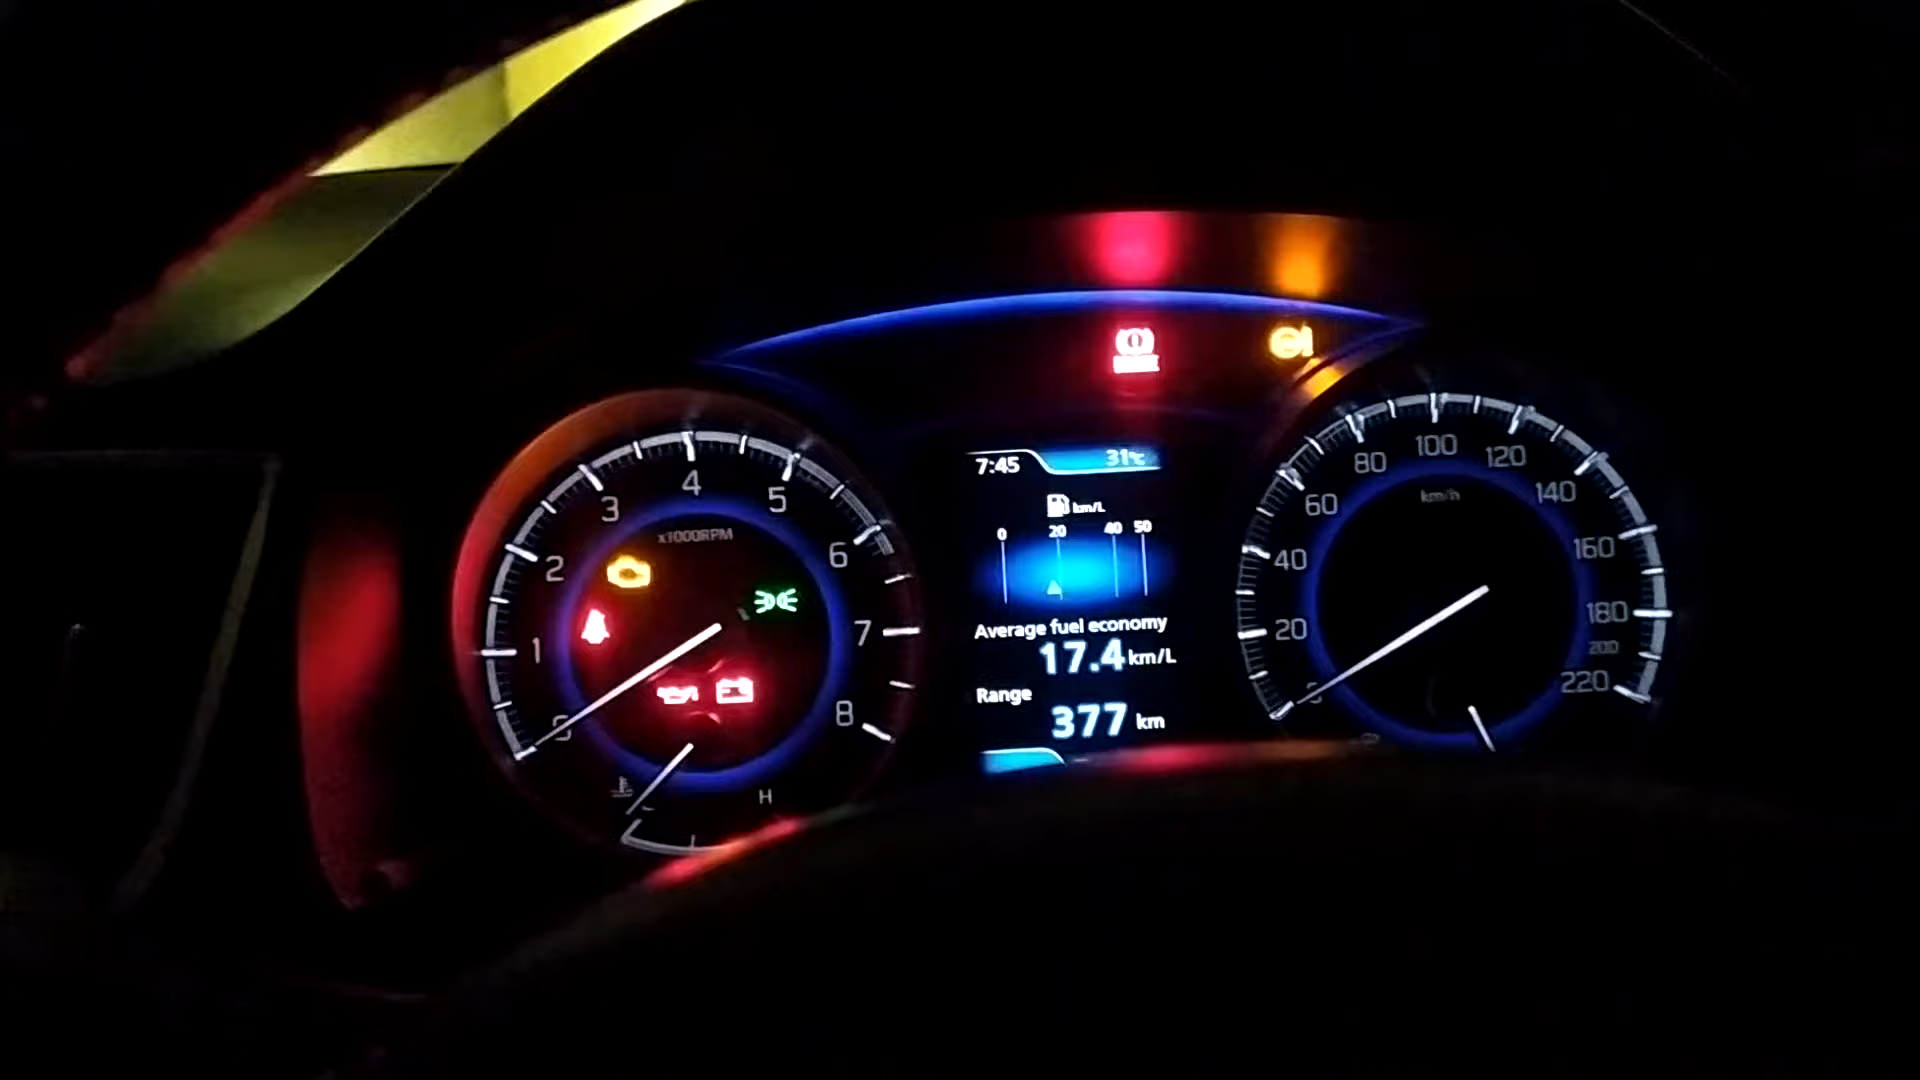 7:45 31℃
km/L
0 20 40 50
Average fuel economy
17.4 km/L
Range
377 km
x1000RPM
0 1 2 3 4 5 6 7 8
H
km/h
20 40 60 80 100 120 140 160 180 200 220